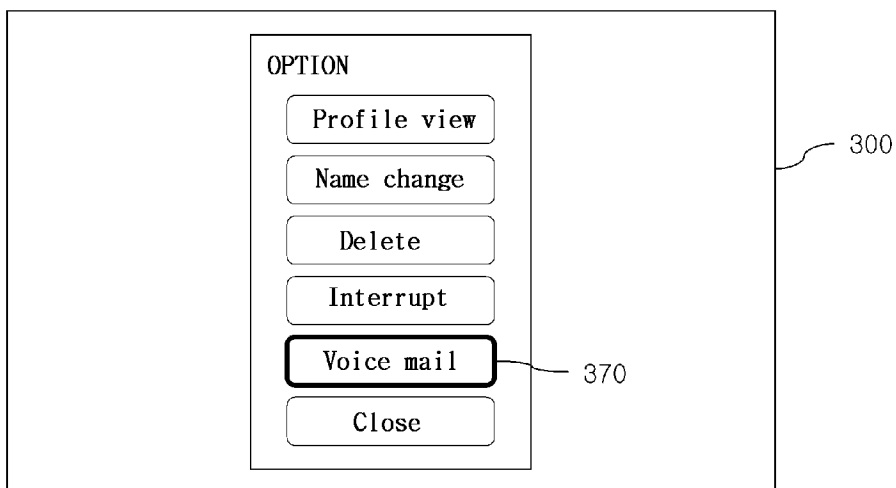 OPTION
Profile view
Name change
300
Delete
Interrupt
Voice mail
370
Close